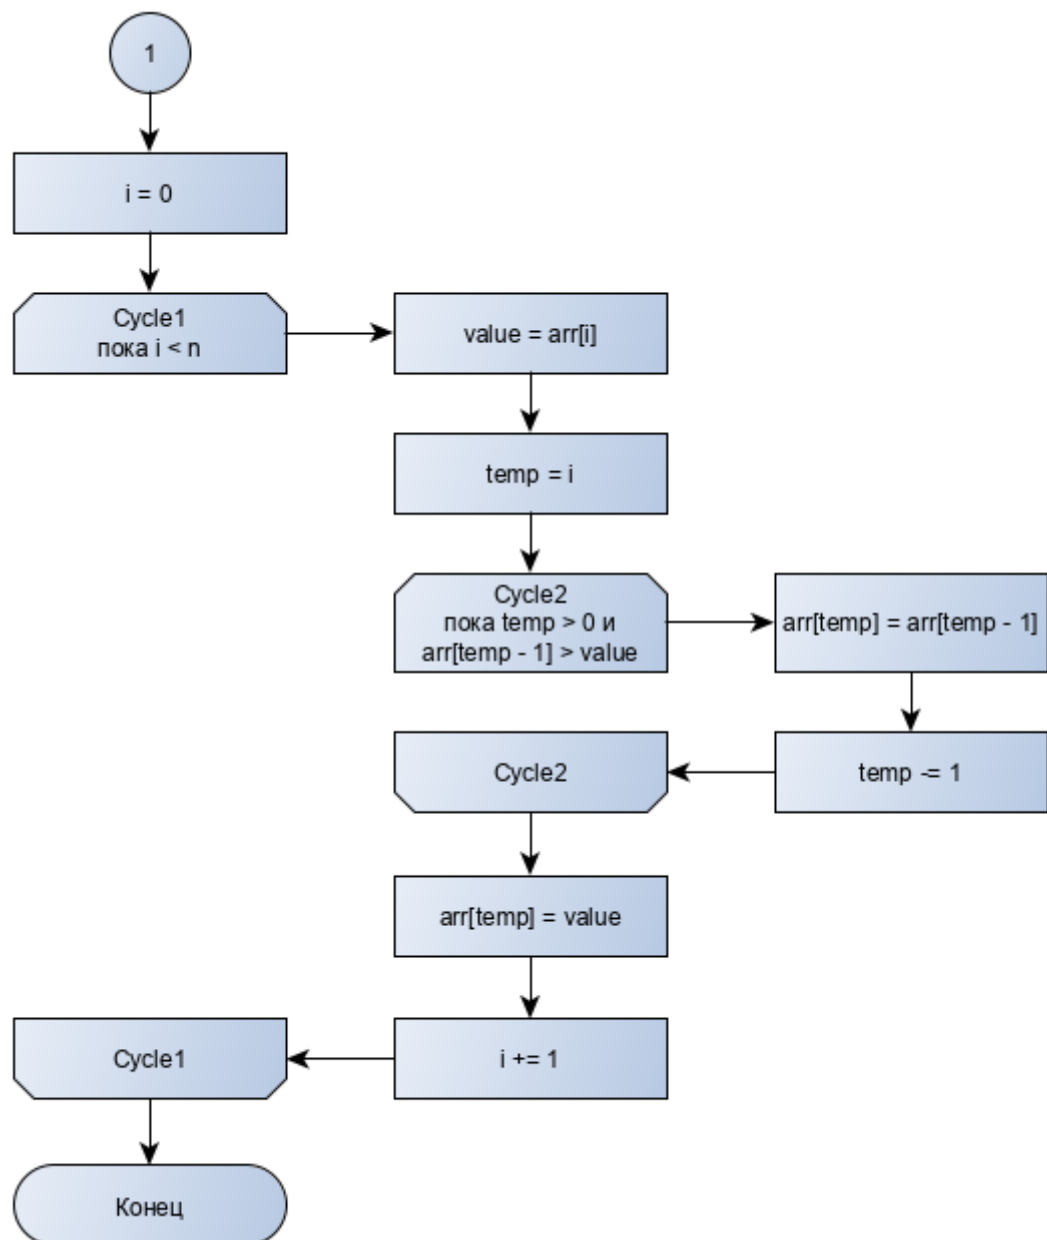 1
i = 0
Cycle1
пока i < n
value = arr[i]
temp = i
Cycle2
пока temp > 0 и
arr[temp - 1] > value
arr[temp] = arr[temp - 1]
temp -= 1
Cycle2
arr[temp] = value
i += 1
Cycle1
Конец